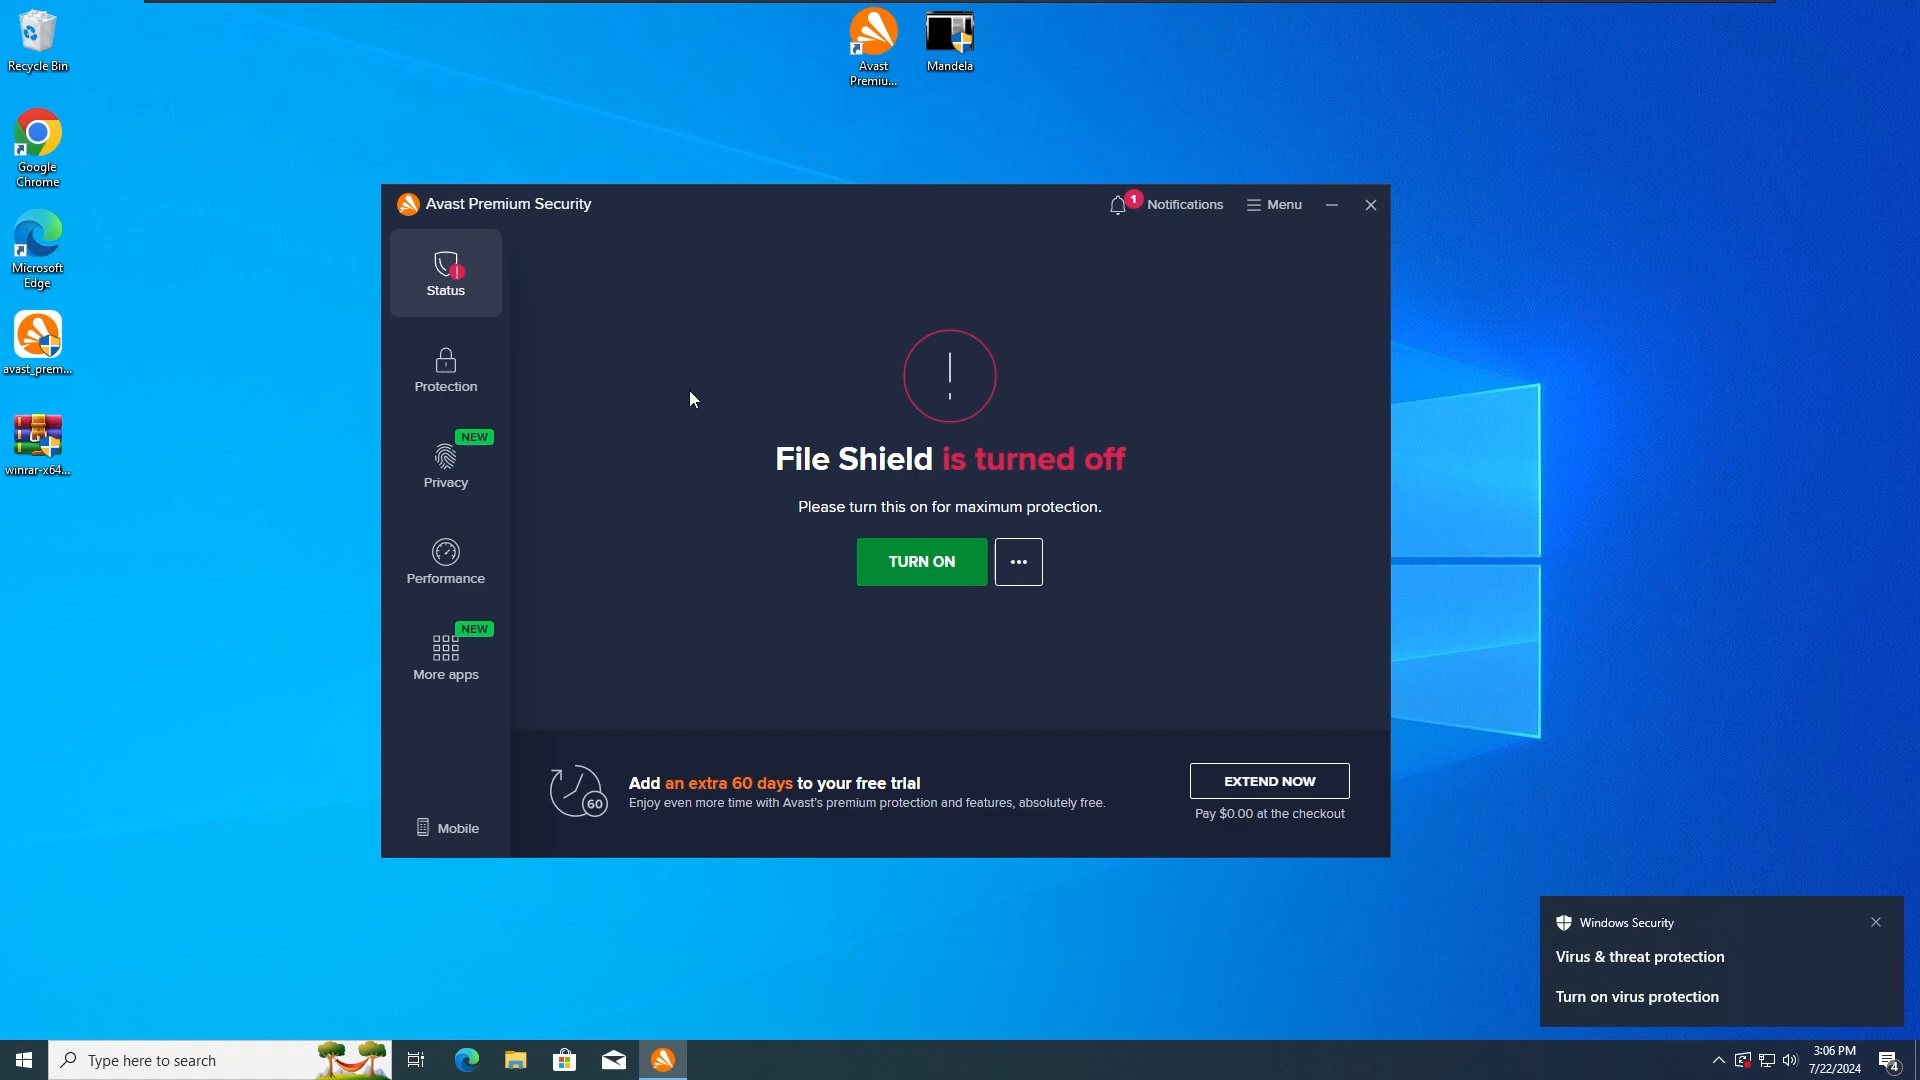 Recycle Bin
Google
Chrome
Microsoft
Edge
avast_prem...
winrar-x64...
Avast
Premiu...
Mandela
Avast Premium Security
1
Notifications
Menu
Status
Protection
NEW
Privacy
Performance
NEW
More apps
Mobile
File Shield is turned off
Please turn this on for maximum protection.
TURN ON
60
Add an extra 60 days to your free trial
Enjoy even more time with Avast's premium protection and features, absolutely free.
EXTEND NOW
Pay $0.00 at the checkout
Windows Security
Virus & threat protection
Turn on virus protection
Type here to search
3:06 PM
7/22/2024
4